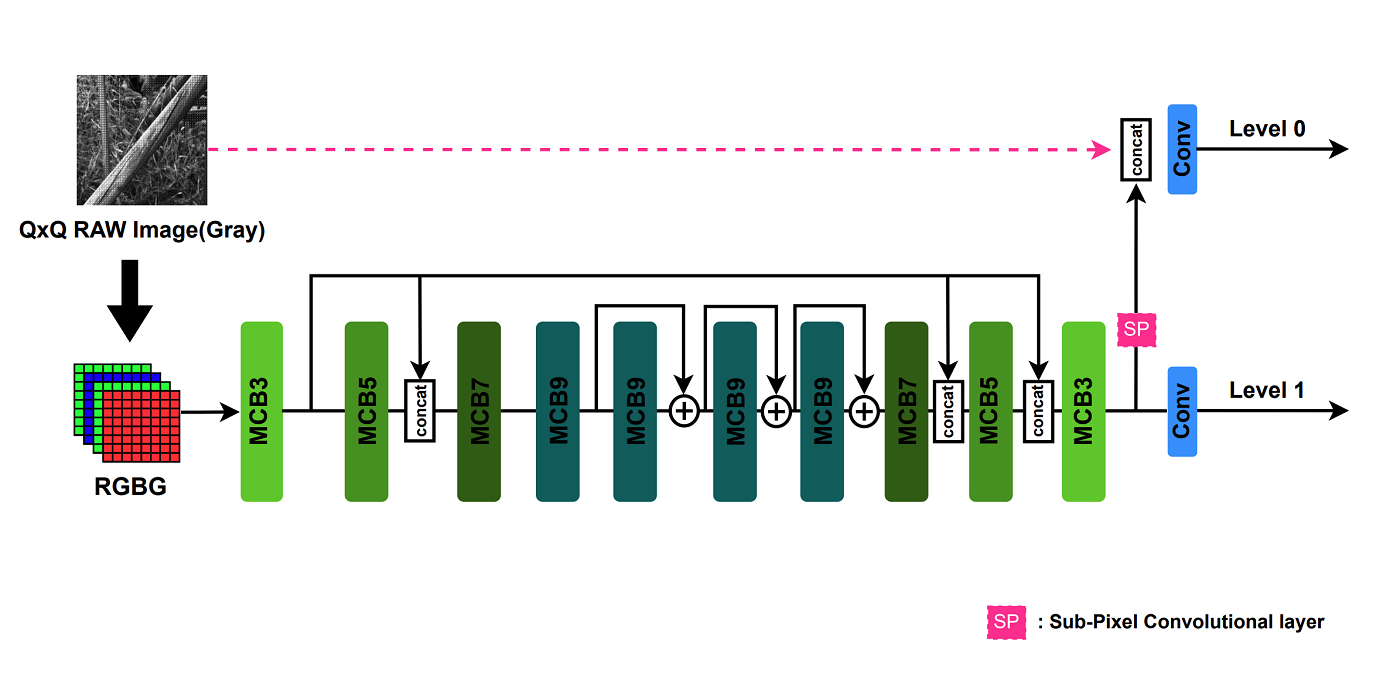 concat
Conv
Level 0
QxQ RAW Image(Gray)
SP
MCB3
MCB5
concat
MCB7
MCB9
MCB9
+
MCB9
+
MCB9
+
MCB7
concat
MCB5
concat
MCB3
Conv
Level 1
RGBG
SP : Sub-Pixel Convolutional layer